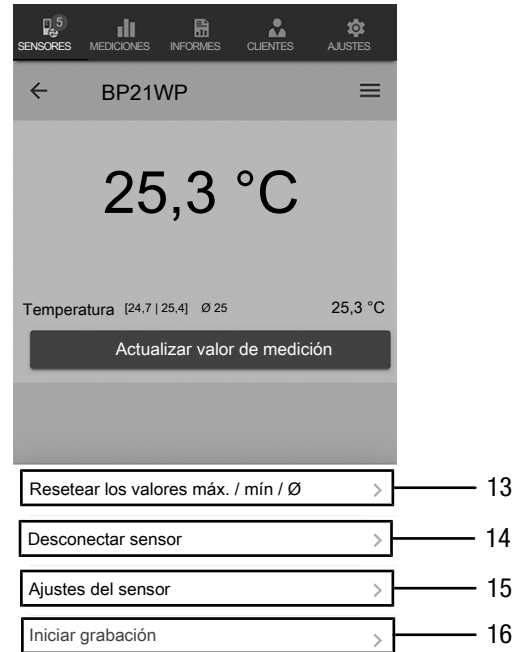 5
SENSORES MEDICIONES INFORMES CLIENTES AJUSTES
BP21WP
25,3 °C
Temperatura [24,7 | 25,4] Ø 25 25,3 °C
Actualizar valor de medición
Resetear los valores máx. / mín / Ø 13
Desconectar sensor 14
Ajustes del sensor 15
Iniciar grabación 16